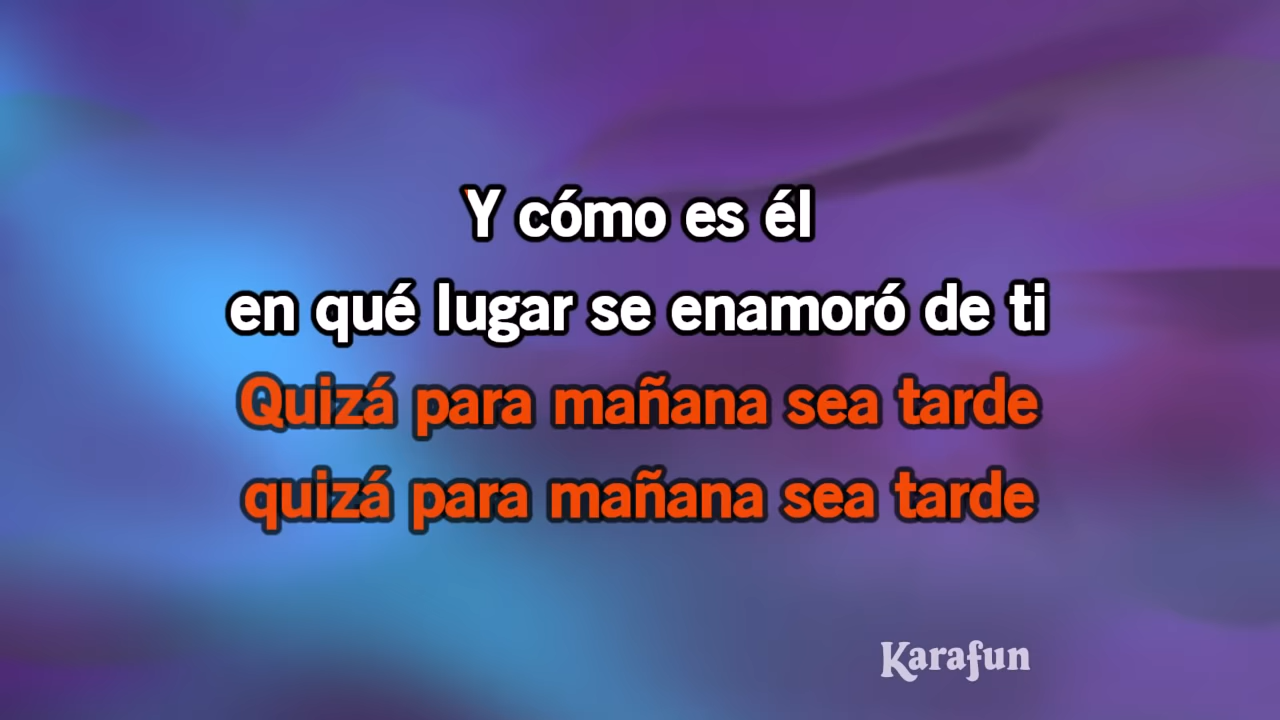 Y cómo es él
en qué lugar se enamoró de ti
Quizá para mañana sea tarde
quizá para mañana sea tarde
Karafun